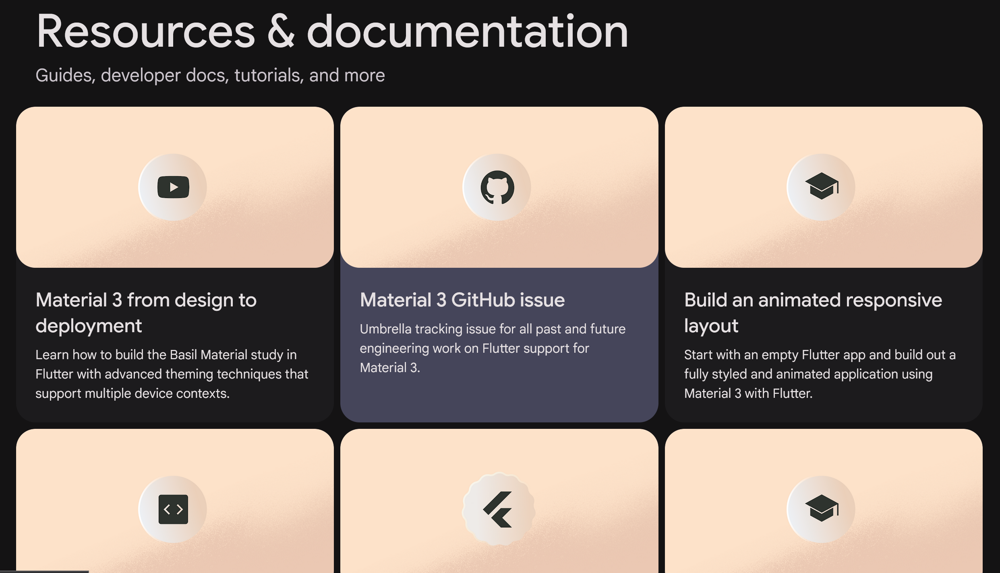 Resources & documentation
Guides, developer docs, tutorials, and more
Material 3 from design to
deployment
Learn how to build the Basil Material study in
Flutter with advanced theming techniques that
support multiple device contexts.
Material 3 GitHub issue
Umbrella tracking issue for all past and future
engineering work on Flutter support for
Material 3.
Build an animated responsive
layout
Start with an empty Flutter app and build out a
fully styled and animated application using
Material 3 with Flutter.